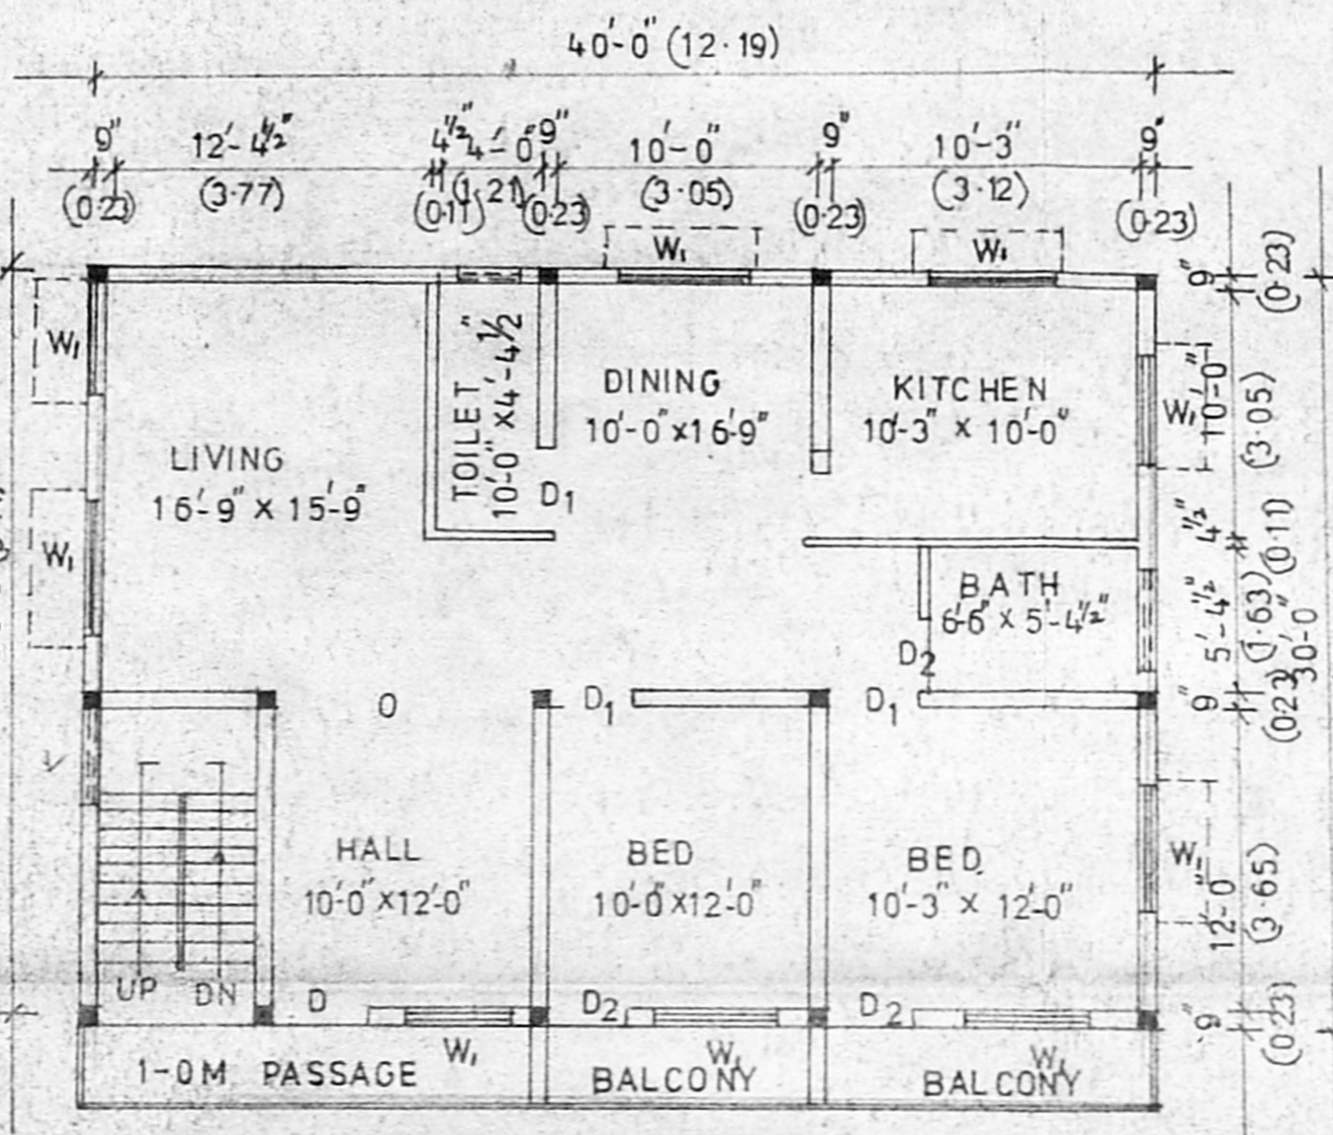 40'-0" (12·19)
9" 12'-4½" 4½" 4'-0" 9" 10'-0" 9" 10'-3" 9"
(0·23) (3·77) (0·11) (1·21) (0·23) (3·05) (0·23) (3·12) (0·23)
W₁ W₁
9" (0·23)
W₁
TOILET
10'-0" x4'-4½"
DINING
10'-0" x16'-9"
KITCHEN
10'-3" x 10'-0"
W₁ 10'-0" (3·05)
LIVING
16'-9" x 15'-9"
D1
W₁
4½" (0·11)
BATH
6'-6" x 5'-4½"
5'-4½" (1·63)
30'-0"
D2
O D1 D1
9" (0·23)
HALL
10'-0" x12'-0"
BED
10'-0" x12'-0"
BED
10'-3" x 12'-0"
W₁ 12'-0" (3·65)
UP DN D D2 D2
9" (0·23)
W₁ W₁ W₁
1-0M PASSAGE BALCONY BALCONY